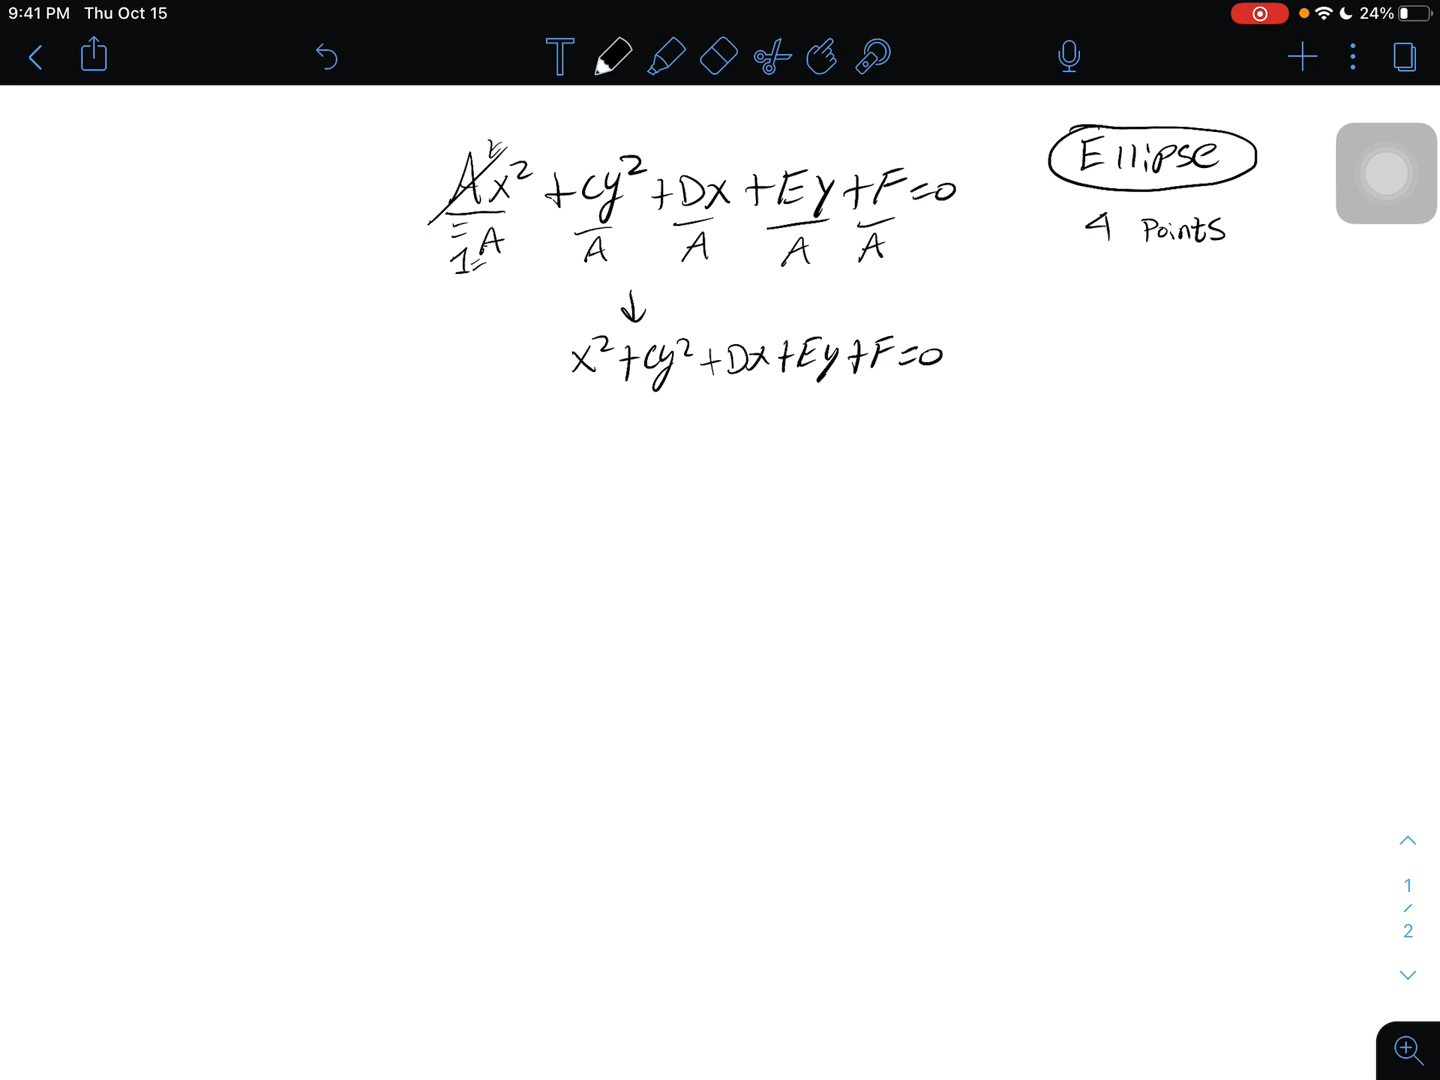 9:41 PM Thu Oct 15
24%
Ax² + Cy² + Dx + Ey + F = 0
A A A A A
1=
Ellipse
4 Points
↓
x² + Cy² + Dx + Ey + F = 0
1
/
2